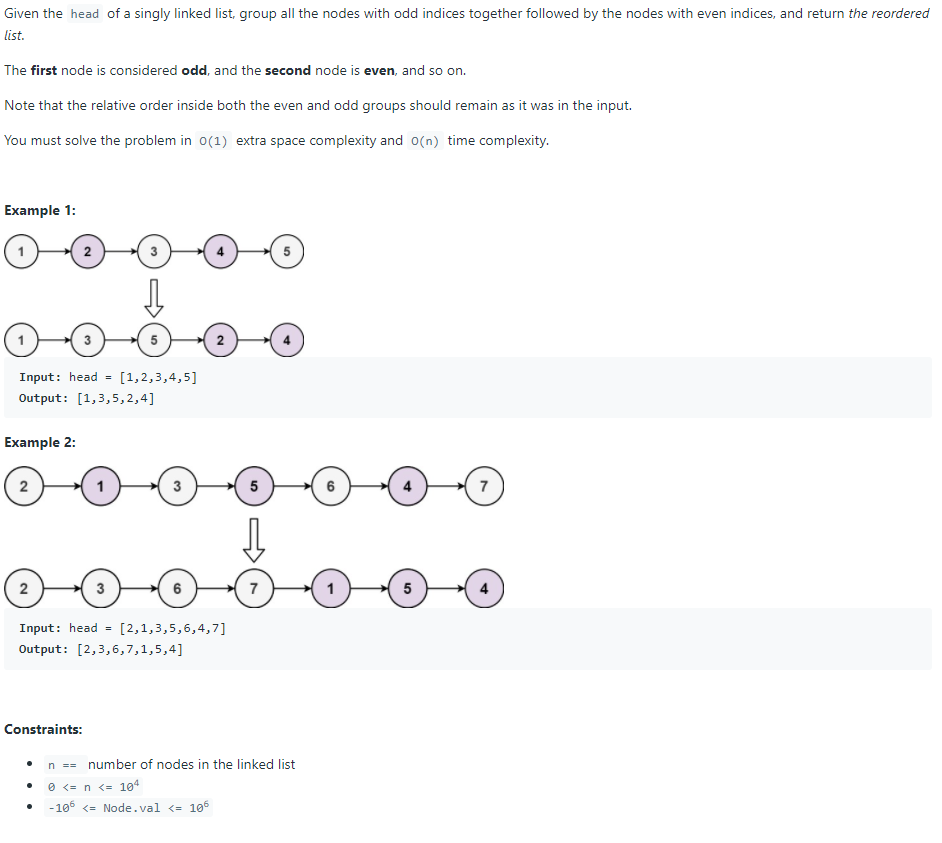 Given the head of a singly linked list, group all the nodes with odd indices together followed by the nodes with even indices, and return the reordered
list.
The first node is considered odd, and the second node is even, and so on.
Note that the relative order inside both the even and odd groups should remain as it was in the input.
You must solve the problem in O(1) extra space complexity and O(n) time complexity.
Example 1:
1 2 3 4 5
1 3 5 2 4
Input: head = [1,2,3,4,5]
Output: [1,3,5,2,4]
Example 2:
2 1 3 5 6 4 7
2 3 6 7 1 5 4
Input: head = [2,1,3,5,6,4,7]
Output: [2,3,6,7,1,5,4]
Constraints:
• n == number of nodes in the linked list
• 0 <= n <= 10⁴
• -10⁶ <= Node.val <= 10⁶